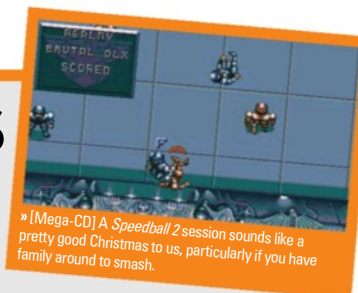 REPLAY
BRUTAL DLX
SCORED
S
» [Mega-CD] A Speedball 2 session sounds like a
pretty good Christmas to us, particularly if you have
family around to smash.